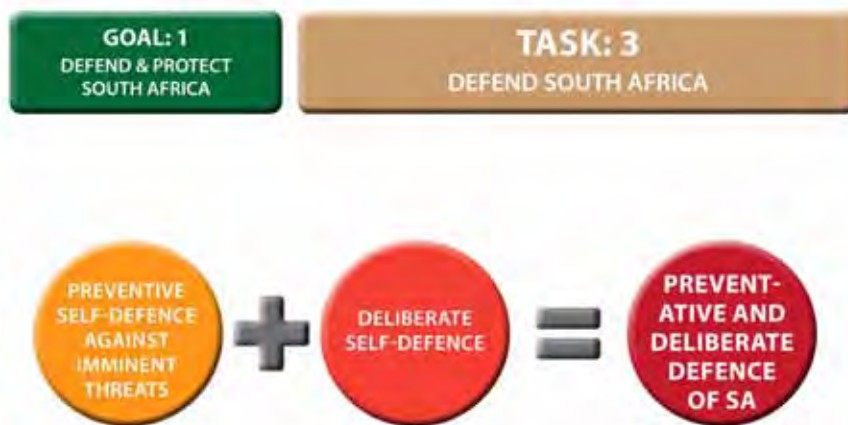 GOAL: 1
DEFEND & PROTECT
SOUTH AFRICA
TASK: 3
DEFEND SOUTH AFRICA
PREVENTIVE
SELF-DEFENCE
AGAINST
IMMINENT
THREATS
DELIBERATE
SELF-DEFENCE
PREVENT-
ATIVE AND
DELIBERATE
DEFENCE
OF SA